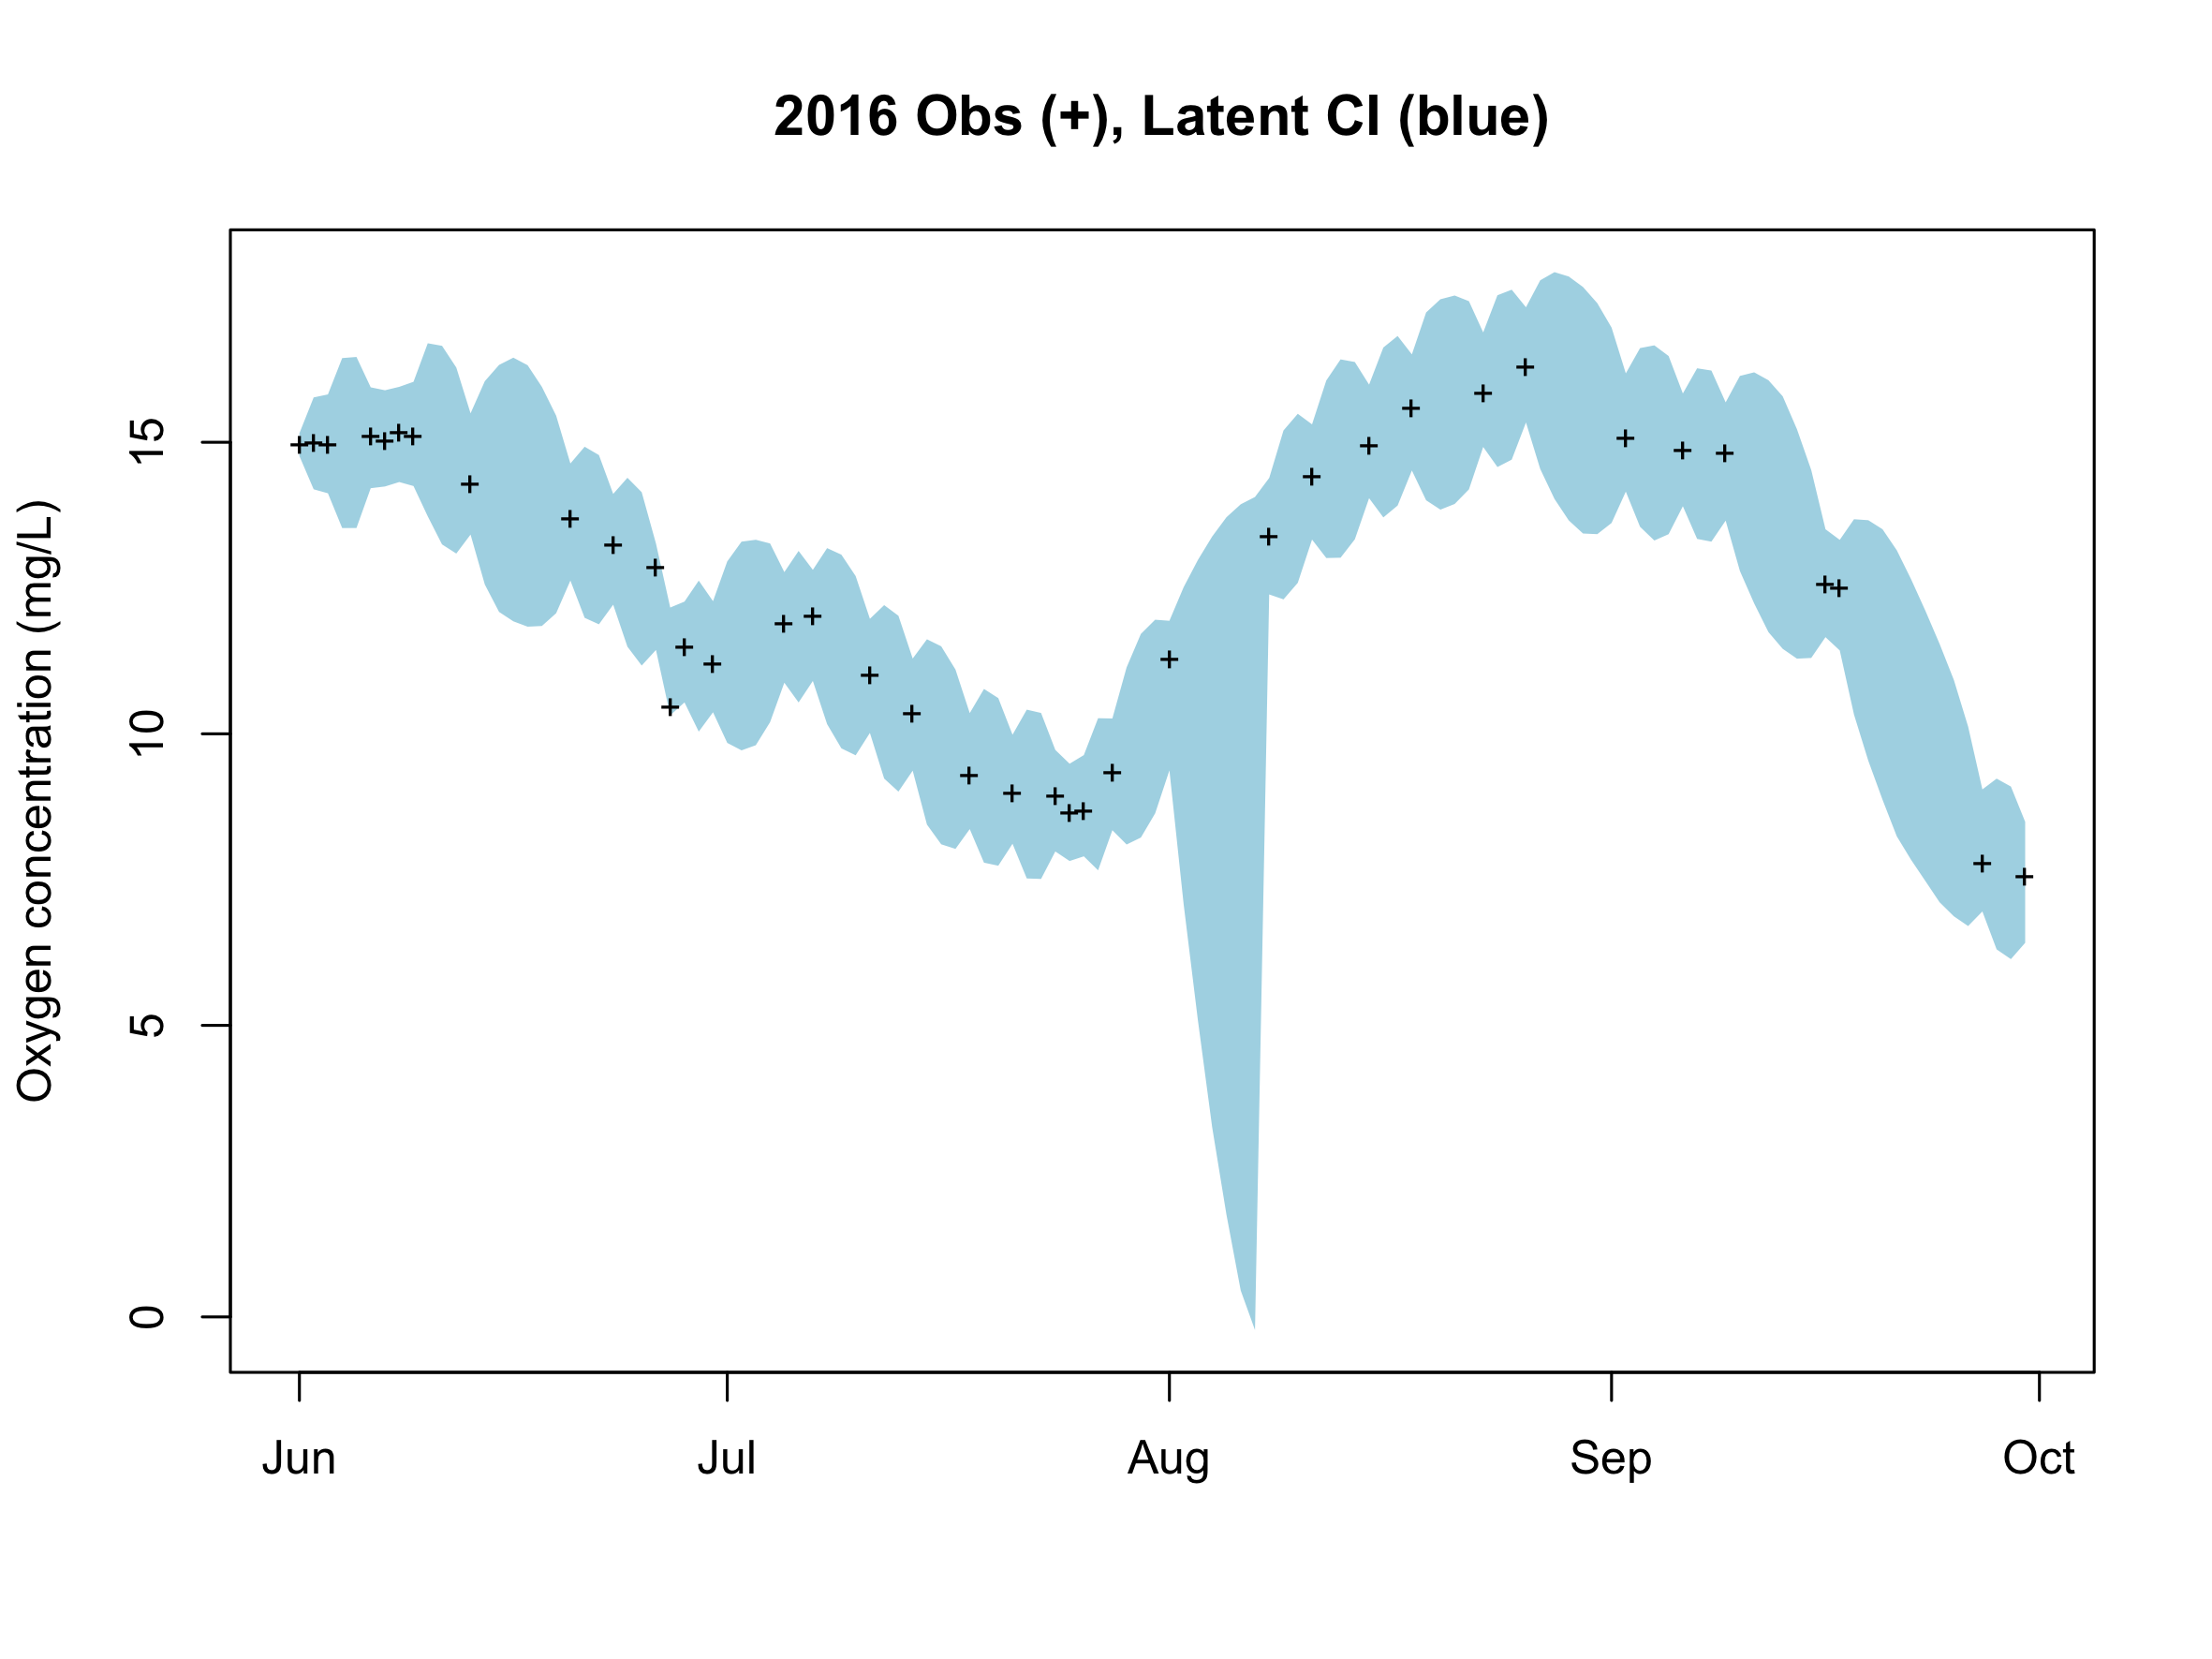 2016 Obs (+), Latent CI (blue)
Oxygen concentration (mg/L)
15
10
5
0
Jun Jul Aug Sep Oct